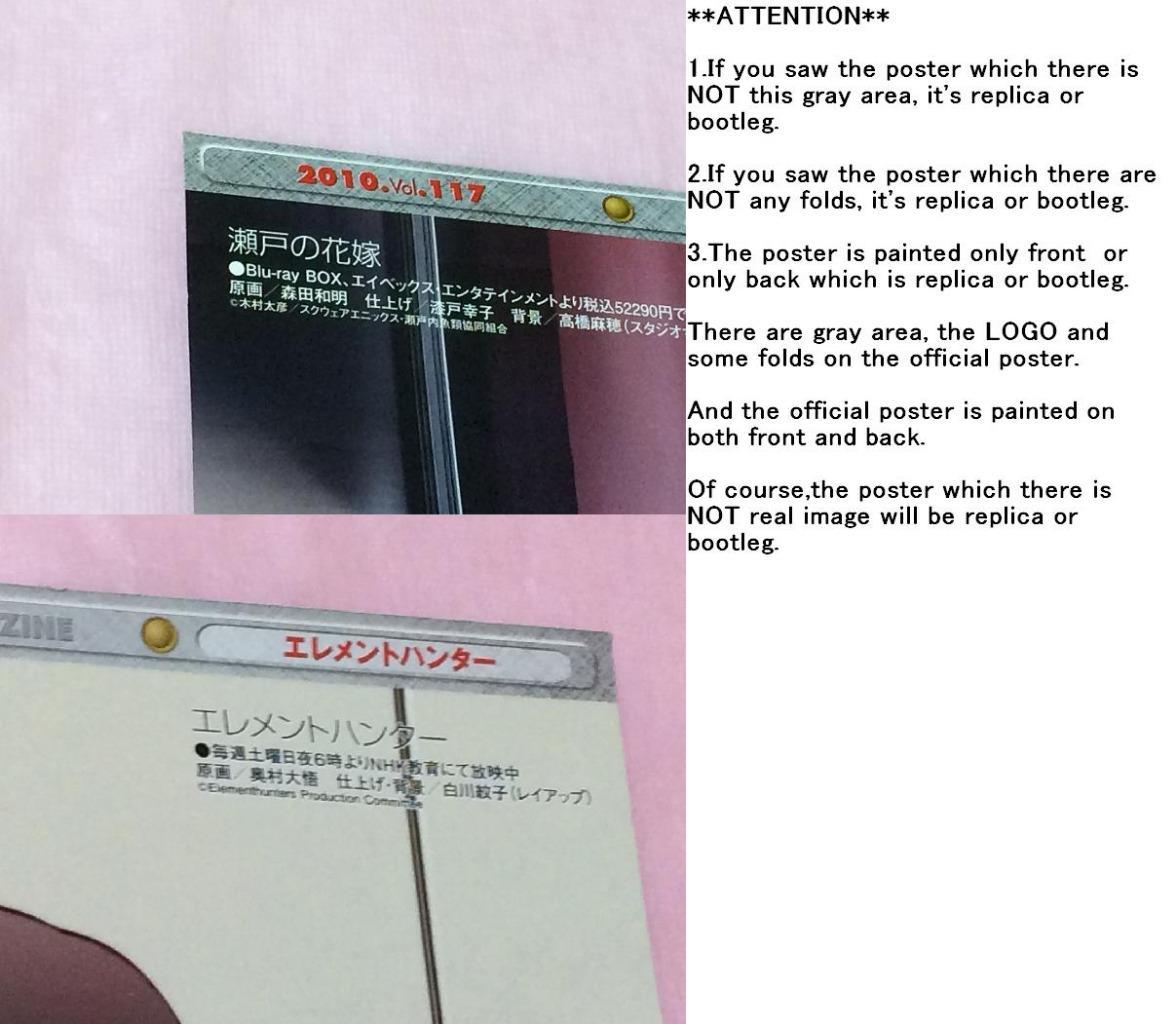 2010.Vol.117
瀬戸の花嫁
●Blu-ray BOX、エイベックス・エンタテインメントより税込52290円で
原画／森田和明　仕上げ／漆戸幸子　背景／高橋麻穂（スタジオ
©木村太彦／スクウェアエニックス・瀬戸内魚類協同組合
ZINE
エレメントハンター
エレメントハンター
●毎週土曜日夜6時よりNHK教育にて放映中
原画／奥村大悟　仕上げ・背景／白川紋子（レイアップ）
©Elementhunters Production Committee
**ATTENTION**
1.If you saw the poster which there is
NOT this gray area, it's replica or
bootleg.
2.If you saw the poster which there are
NOT any folds, it's replica or bootleg.
3.The poster is painted only front  or
only back which is replica or bootleg.
There are gray area, the LOGO and
some folds on the official poster.
And the official poster is painted on
both front and back.
Of course,the poster which there is
NOT real image will be replica or
bootleg.